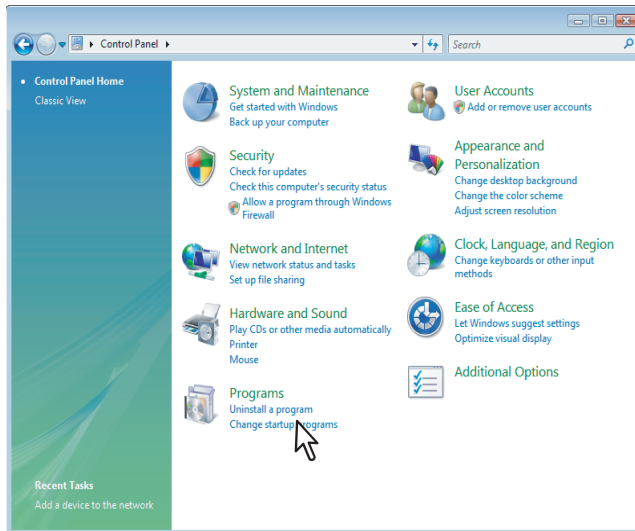 Control Panel
Search
Control Panel Home
Classic View
System and Maintenance
Get started with Windows
Back up your computer
Security
Check for updates
Check this computer's security status
Allow a program through Windows
Firewall
Network and Internet
View network status and tasks
Set up file sharing
Hardware and Sound
Play CDs or other media automatically
Printer
Mouse
Programs
Uninstall a program
Change startup programs
User Accounts
Add or remove user accounts
Appearance and
Personalization
Change desktop background
Change the color scheme
Adjust screen resolution
Clock, Language, and Region
Change keyboards or other input
methods
Ease of Access
Let Windows suggest settings
Optimize visual display
Additional Options
Recent Tasks
Add a device to the network